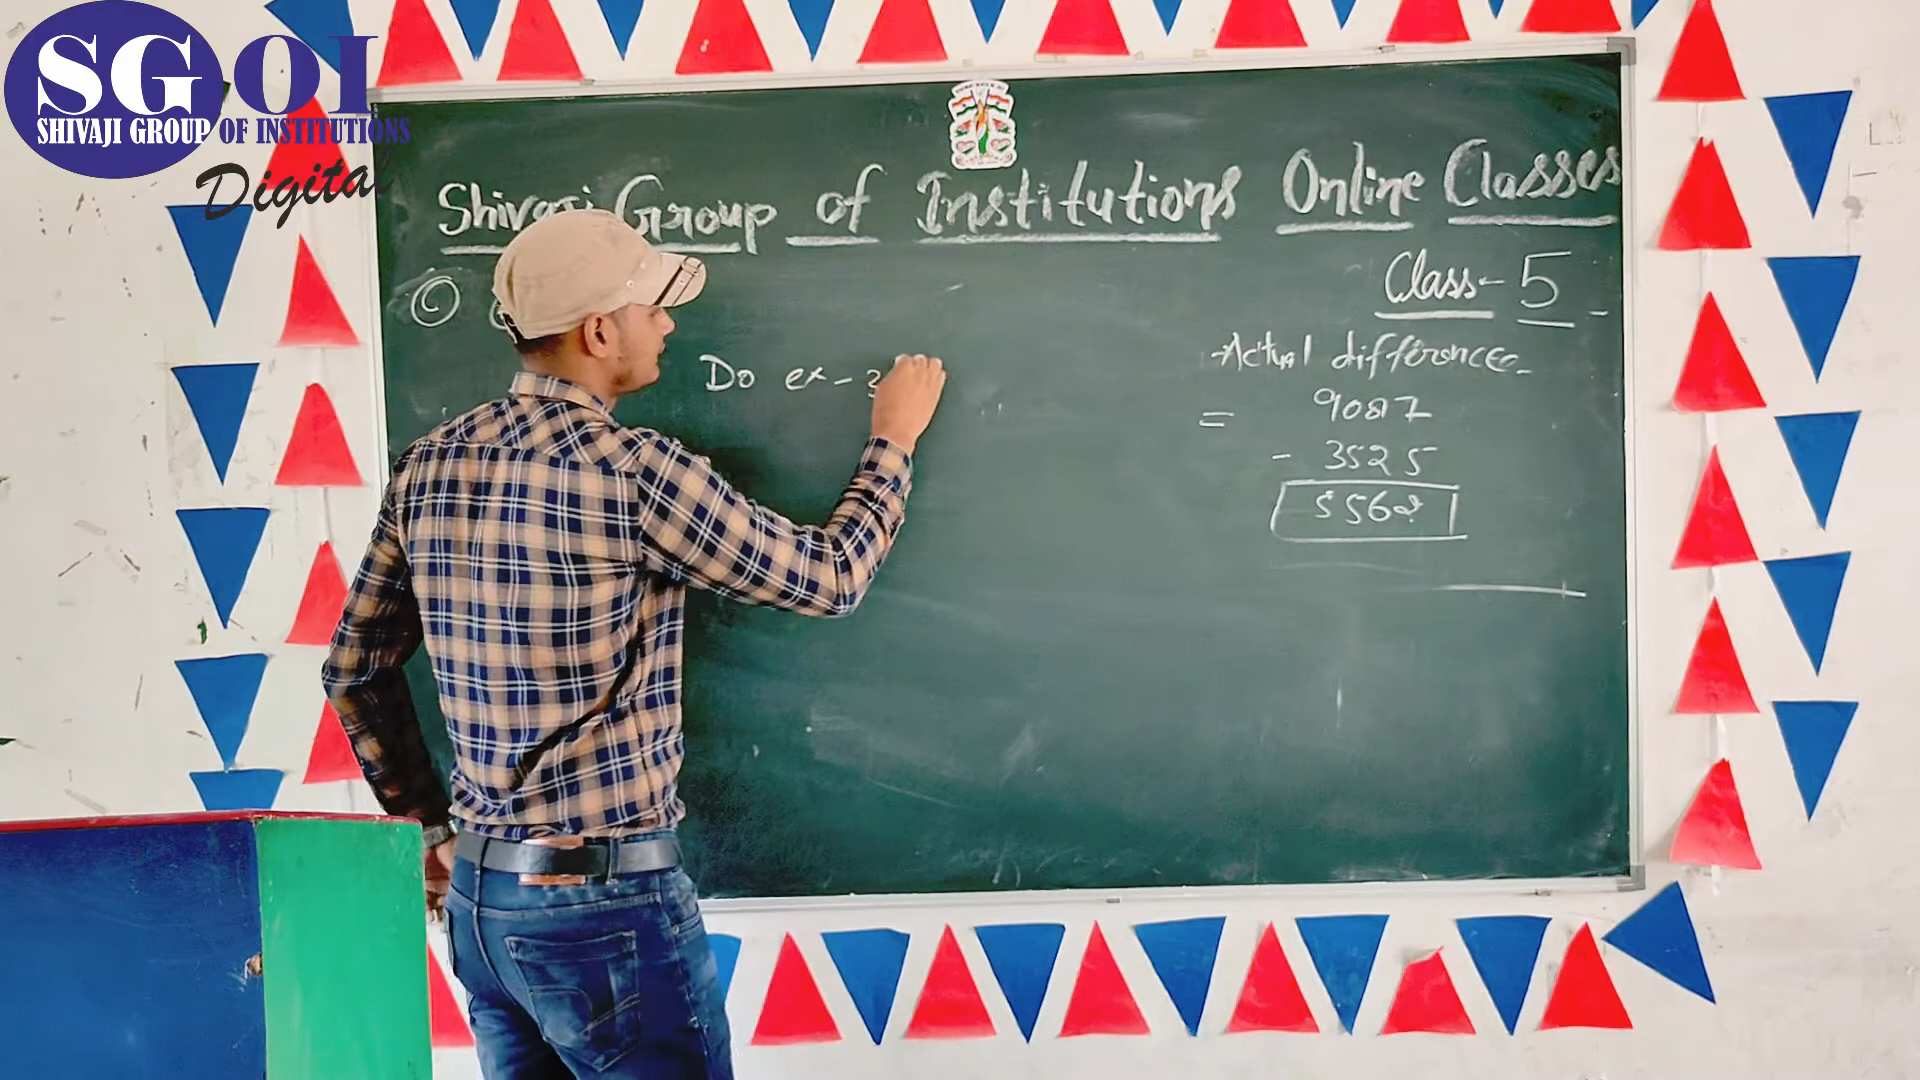 SGOI
SHIVAJI GROUP OF INSTITUTIONS
Digital
Shivaji Group of Institutions Online Classes
Class- 5
Actual difference-
Do ex - 3
= 9087
- 3525
5562